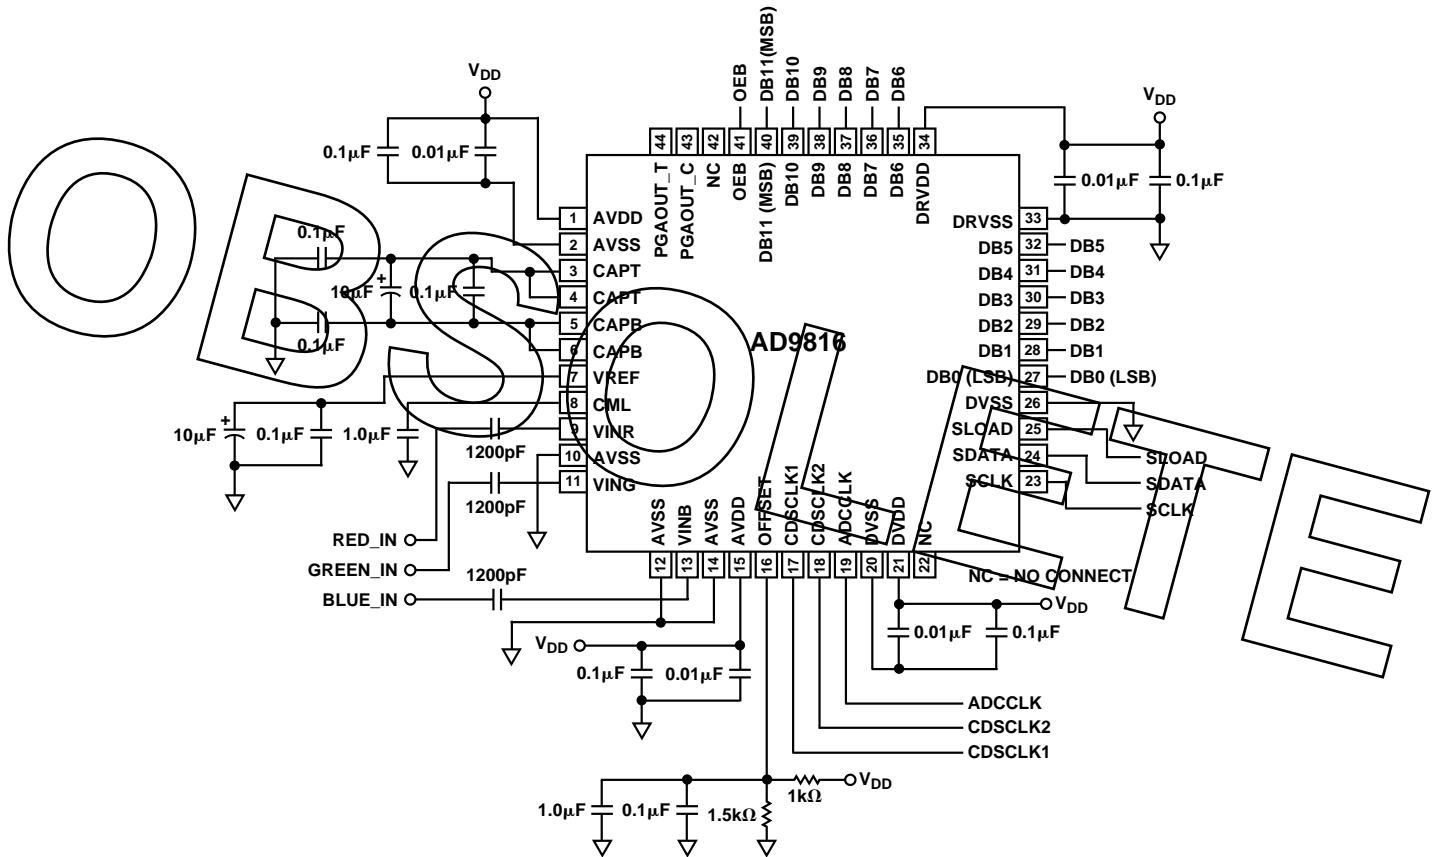 OBSOLETE
V_DD
0.1µF
0.01µF
OEB
DB11(MSB)
DB10
DB9
DB8
DB7
DB6
V_DD
0.01µF
0.1µF
44
43
42
41
40
39
38
37
36
35
34
PGAOUT_T
PGAOUT_C
NC
OEB
DB11 (MSB)
DB10
DB9
DB8
DB7
DB6
DRVDD
1 AVDD
2 AVSS
3 CAPT
4 CAPT
5 CAPB
6 CAPB
7 VREF
8 CML
9 VINR
10 AVSS
11 VING
0.1µF
10µF
+
0.1µF
0.1µF
10µF
+
0.1µF
1.0µF
1200pF
1200pF
AD9816
DRVSS 33
DB5 32 DB5
DB4 31 DB4
DB3 30 DB3
DB2 29 DB2
DB1 28 DB1
DB0 (LSB) 27 DB0 (LSB)
DVSS 26
SLOAD 25
SDATA 24
SCLK 23
SLOAD
SDATA
SCLK
AVSS
VINB
AVSS
AVDD
OFFSET
CDSCLK1
CDSCLK2
ADCCLK
DVSS
DVDD
NC
12
13
14
15
16
17
18
19
20
21
22
NC = NO CONNECT
RED_IN
GREEN_IN
BLUE_IN
1200pF
V_DD
0.01µF
0.1µF
V_DD
0.1µF
0.01µF
ADCCLK
CDSCLK2
CDSCLK1
V_DD
1kΩ
1.0µF
0.1µF
1.5kΩ